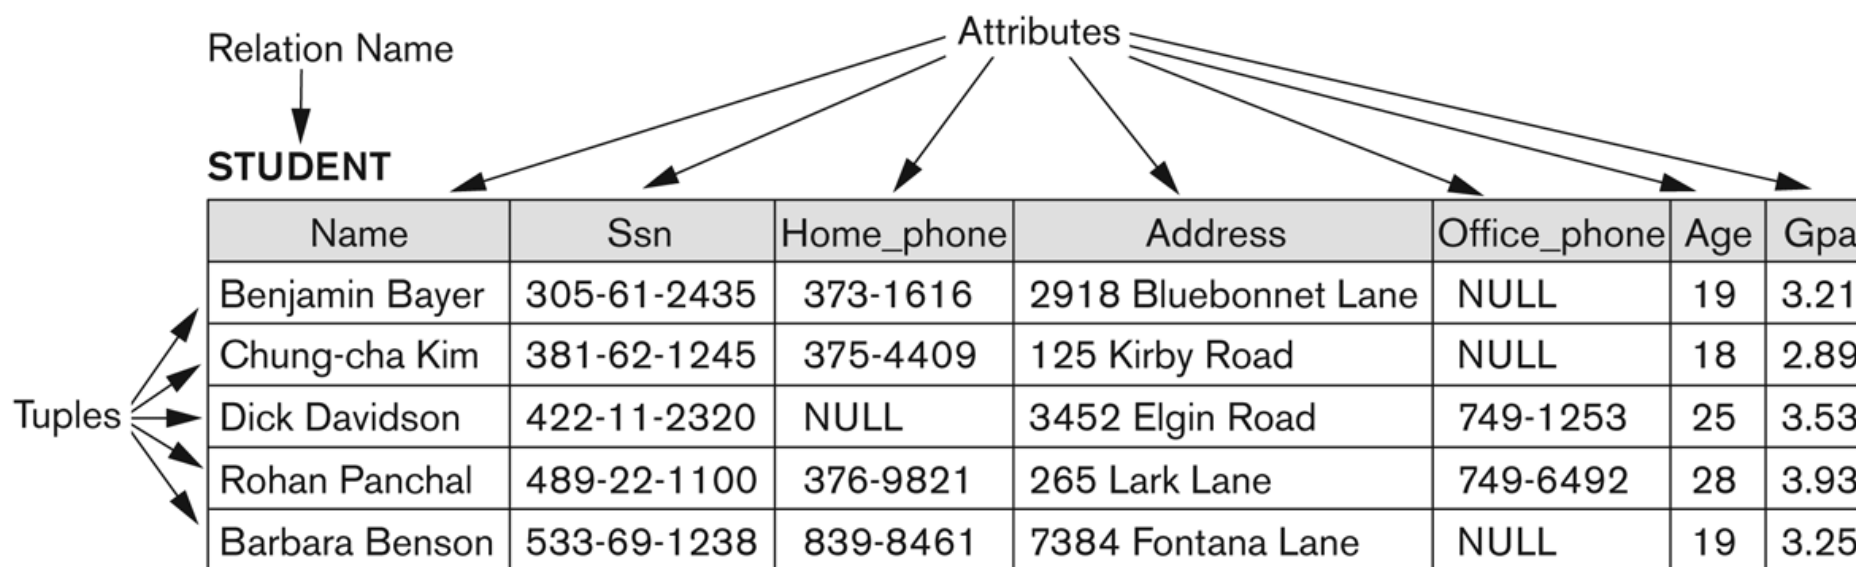 Attributes
Relation Name
STUDENT
Name Ssn Home_phone Address Office_phone Age Gpa
Benjamin Bayer 305-61-2435 373-1616 2918 Bluebonnet Lane NULL 19 3.21
Chung-cha Kim 381-62-1245 375-4409 125 Kirby Road NULL 18 2.89
Tuples
Dick Davidson 422-11-2320 NULL 3452 Elgin Road 749-1253 25 3.53
Rohan Panchal 489-22-1100 376-9821 265 Lark Lane 749-6492 28 3.93
Barbara Benson 533-69-1238 839-8461 7384 Fontana Lane NULL 19 3.25